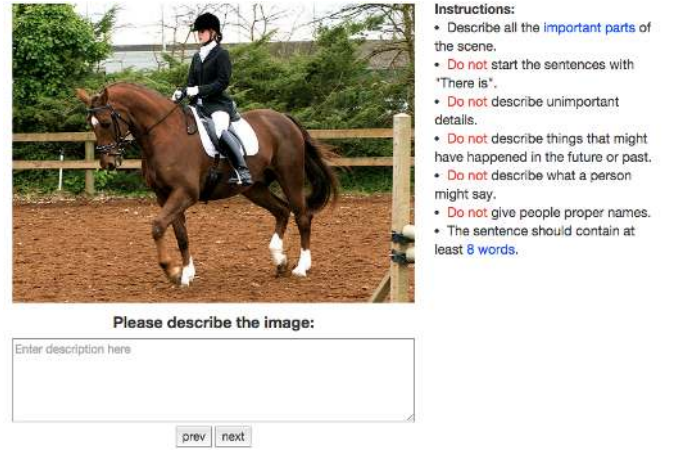 Instructions:
• Describe all the important parts of
the scene.
• Do not start the sentences with
"There is".
• Do not describe unimportant
details.
• Do not describe things that might
have happened in the future or past.
• Do not describe what a person
might say.
• Do not give people proper names.
• The sentence should contain at
least 8 words.
Please describe the image:
Enter description here
prev next